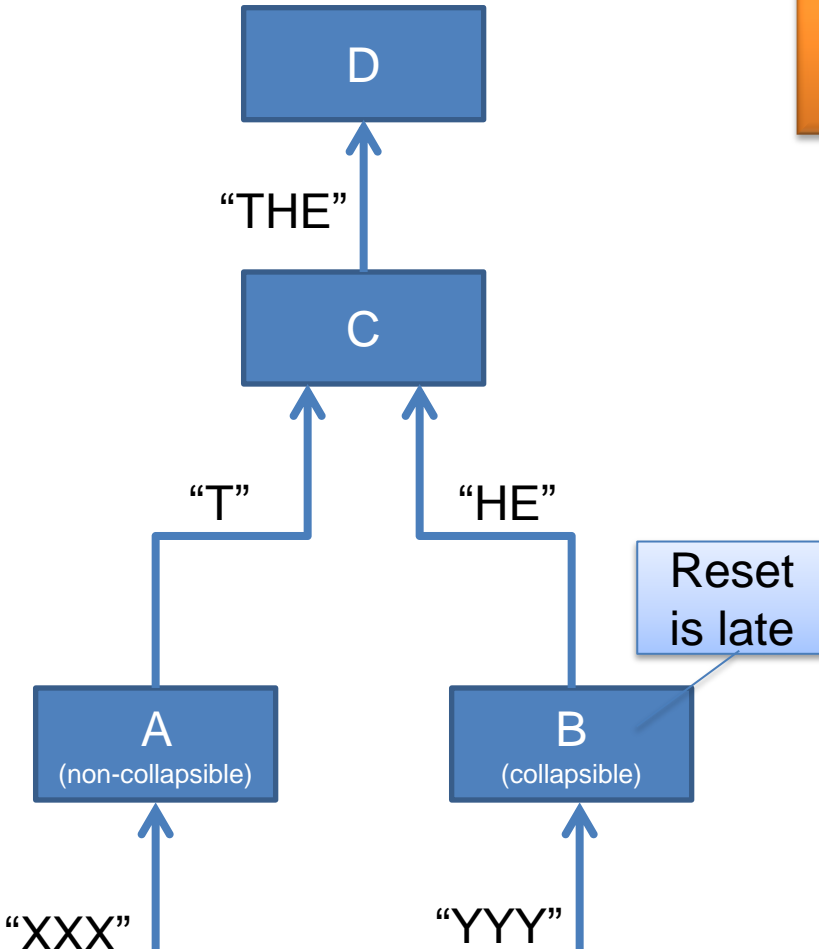 D
“THE”
C
“T”
“HE”
Reset
is late
A
(non-collapsible)
B
(collapsible)
“XXX”
“YYY”